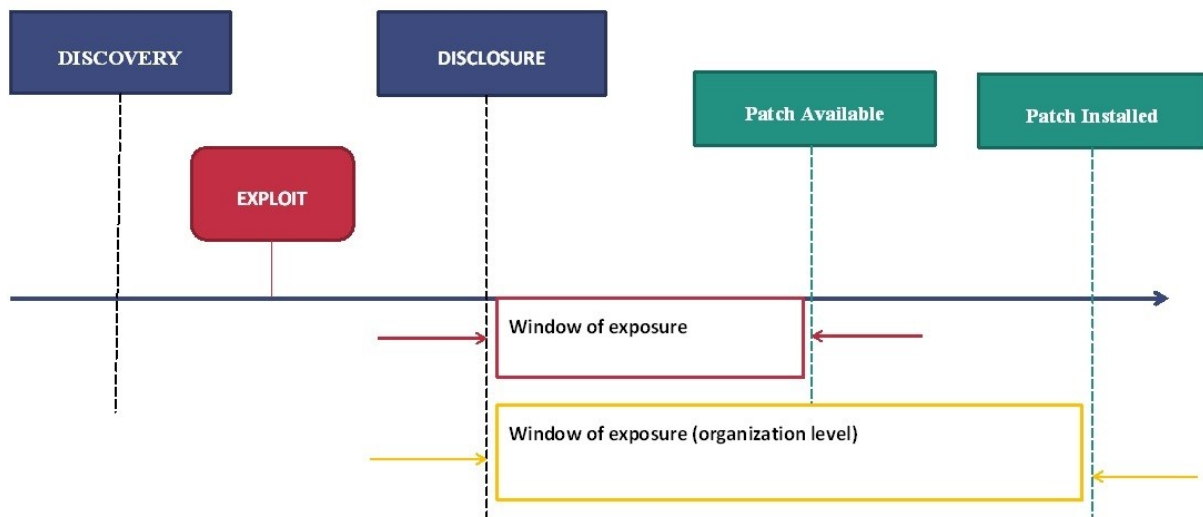 DISCOVERY
DISCLOSURE
Patch Available
Patch Installed
EXPLOIT
Window of exposure
Window of exposure (organization level)